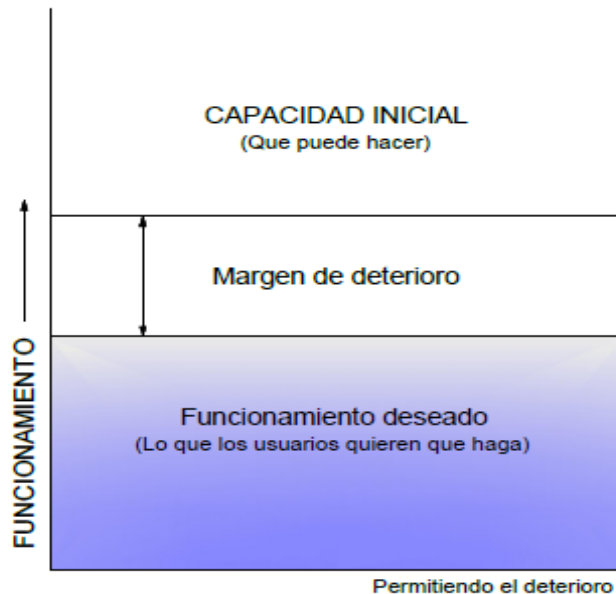 CAPACIDAD INICIAL
(Que puede hacer)
Margen de deterioro
Funcionamiento deseado
(Lo que los usuarios quieren que haga)
FUNCIONAMIENTO
Permitiendo el deterioro